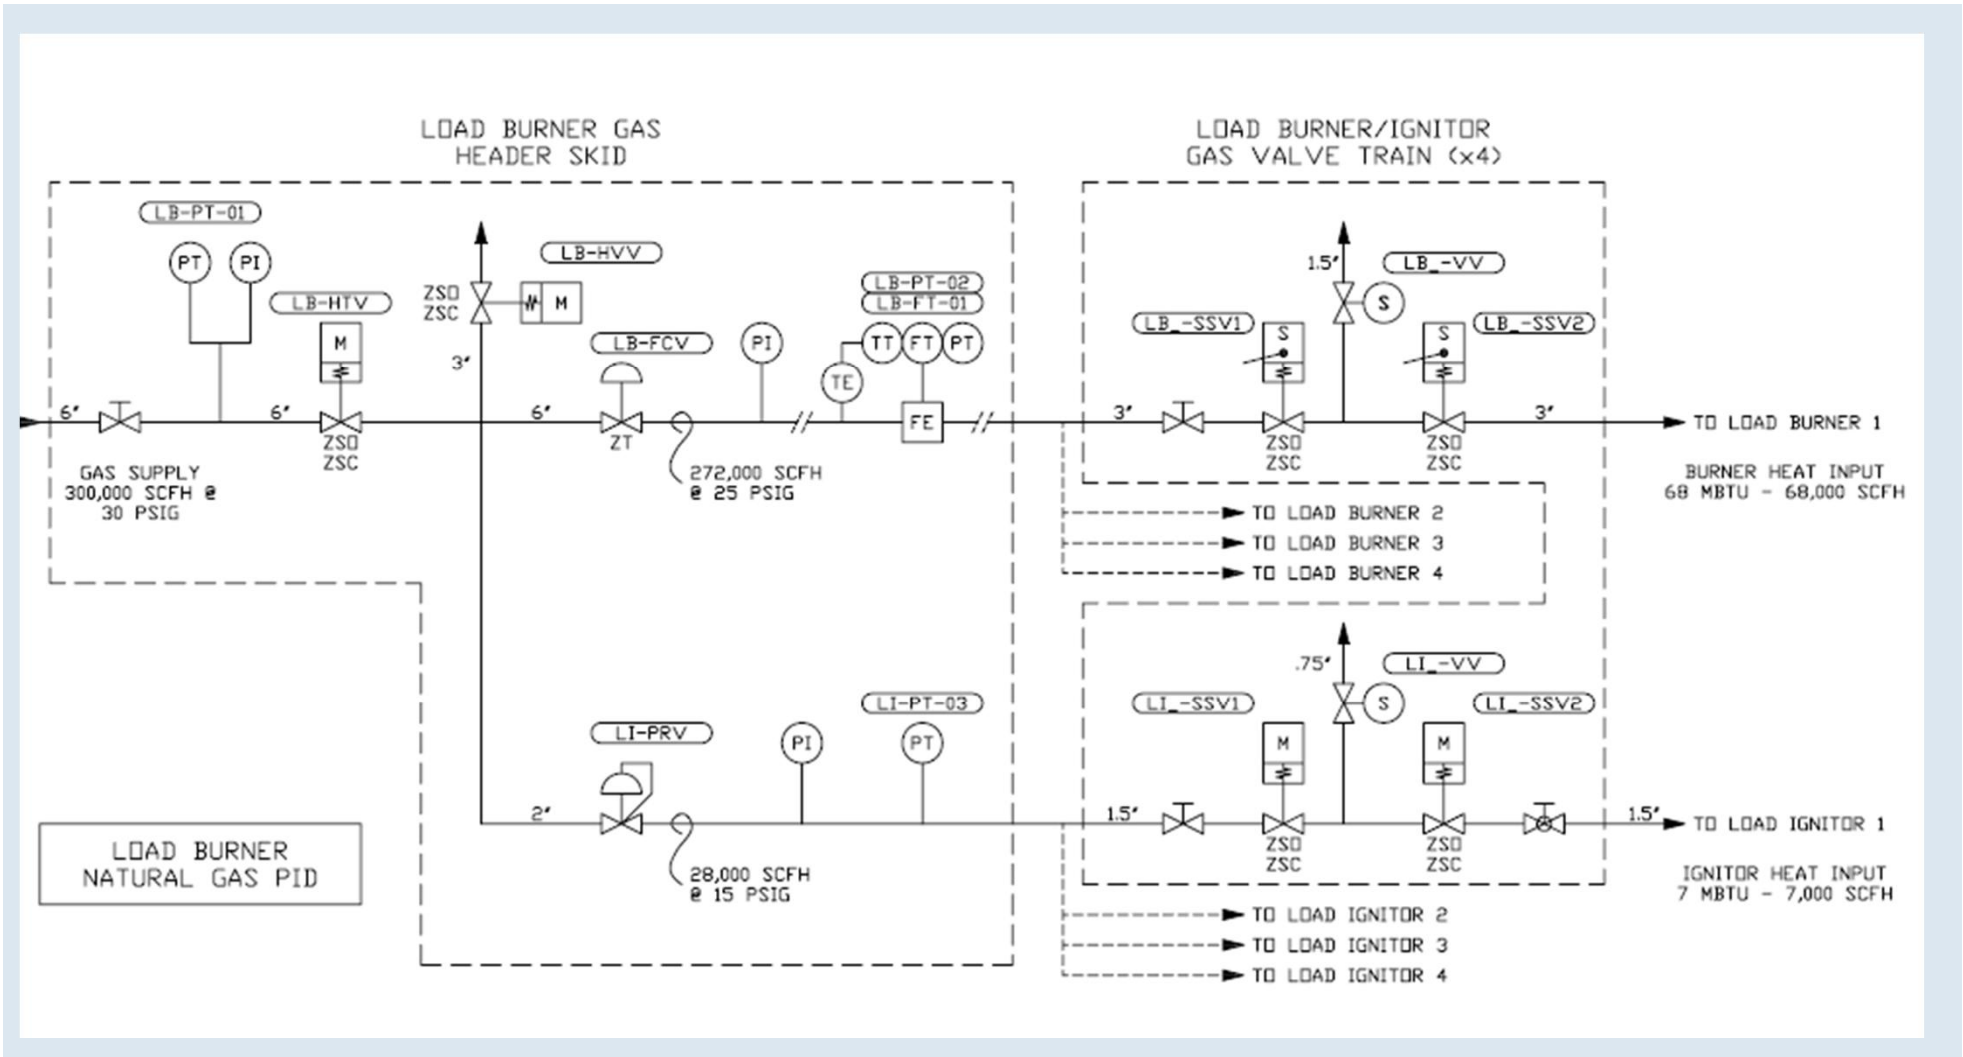 LOAD BURNER GAS
HEADER SKID
LOAD BURNER/IGNITOR
GAS VALVE TRAIN (x4)
LB-PT-01
PT
PI
LB-HTV
M
ZSO
ZSC
6"
6"
GAS SUPPLY
300,000 SCFH @
30 PSIG
LB-HVV
ZSO
ZSC
M
3"
6"
LB-FCV
ZT
272,000 SCFH
@ 25 PSIG
PI
LB-PT-02
LB-FT-01
TT
FT
PT
TE
FE
1.5"
LB_-VV
S
LB_-SSV1
S
LB_-SSV2
S
3"
ZSO
ZSC
ZSO
ZSC
3"
TO LOAD BURNER 1
BURNER HEAT INPUT
68 MBTU - 68,000 SCFH
TO LOAD BURNER 2
TO LOAD BURNER 3
TO LOAD BURNER 4
LI-PRV
2"
28,000 SCFH
@ 15 PSIG
PI
LI-PT-03
PT
.75"
LI_-VV
S
LI_-SSV1
M
LI_-SSV2
M
1.5"
ZSO
ZSC
ZSO
ZSC
1.5"
TO LOAD IGNITOR 1
IGNITOR HEAT INPUT
7 MBTU - 7,000 SCFH
TO LOAD IGNITOR 2
TO LOAD IGNITOR 3
TO LOAD IGNITOR 4
LOAD BURNER
NATURAL GAS PID